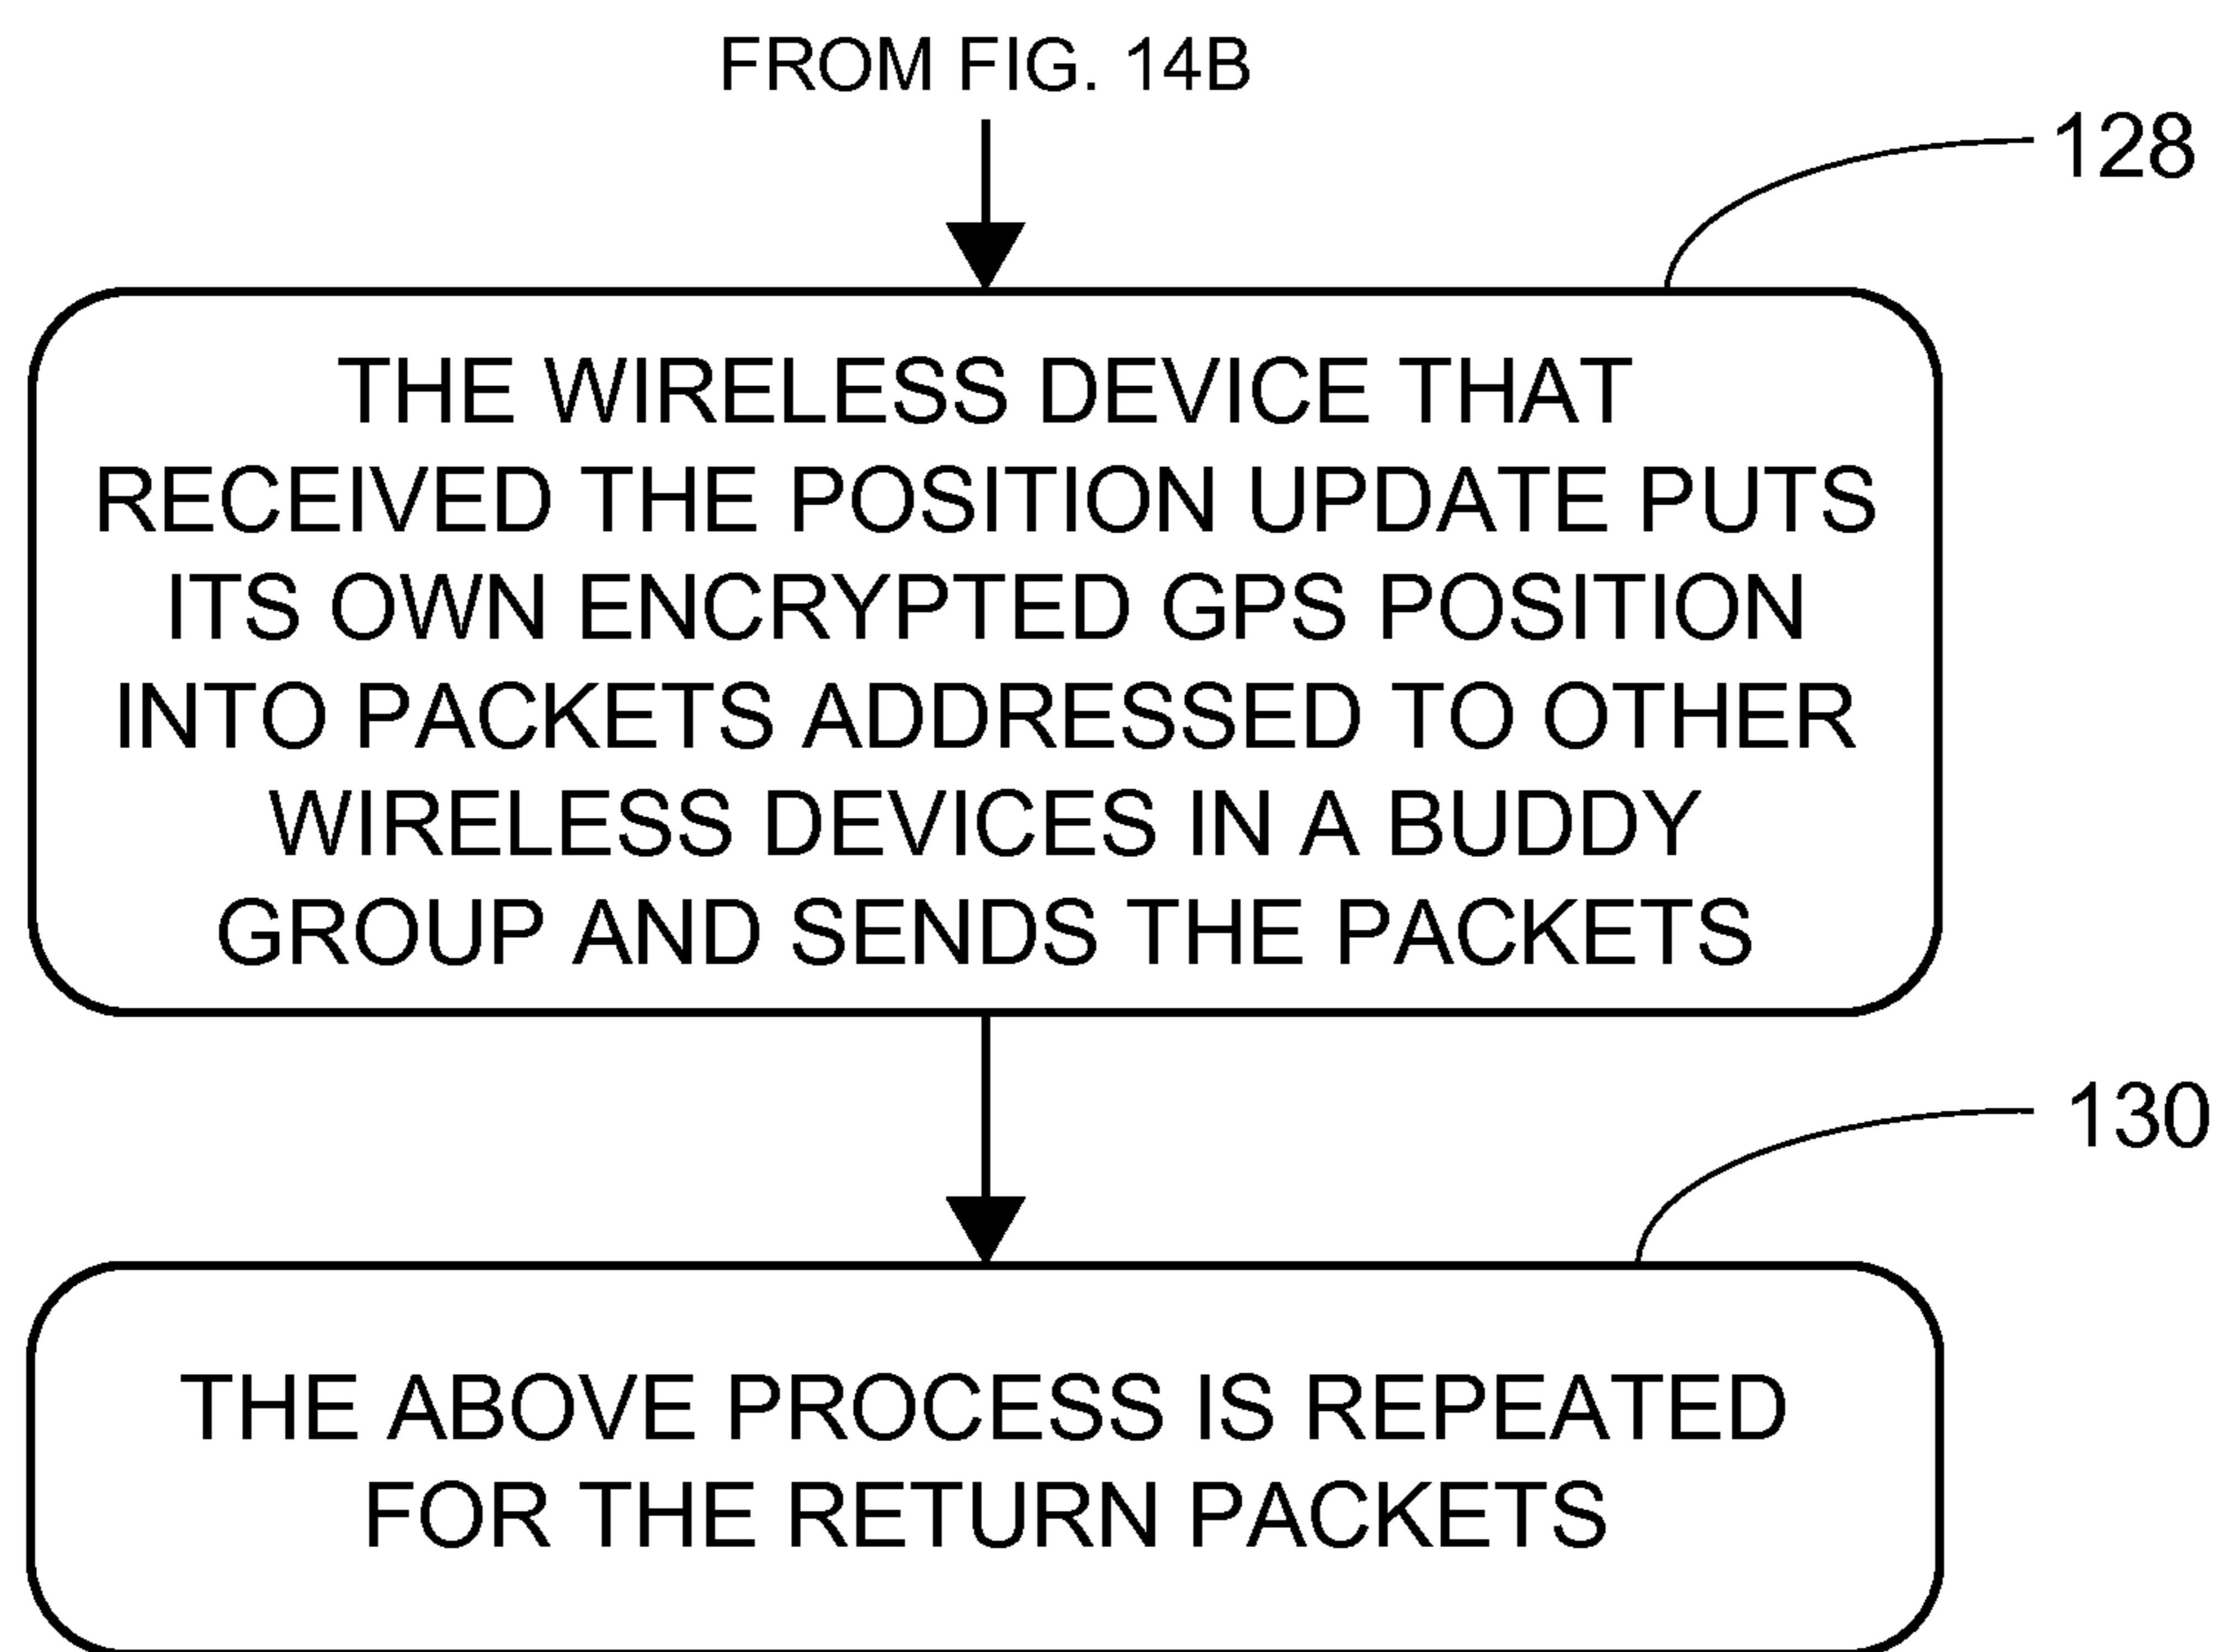 FROM FIG. 14B
128
THE WIRELESS DEVICE THAT
RECEIVED THE POSITION UPDATE PUTS
ITS OWN ENCRYPTED GPS POSITION
INTO PACKETS ADDRESSED TO OTHER
WIRELESS DEVICES IN A BUDDY
GROUP AND SENDS THE PACKETS
130
THE ABOVE PROCESS IS REPEATED
FOR THE RETURN PACKETS